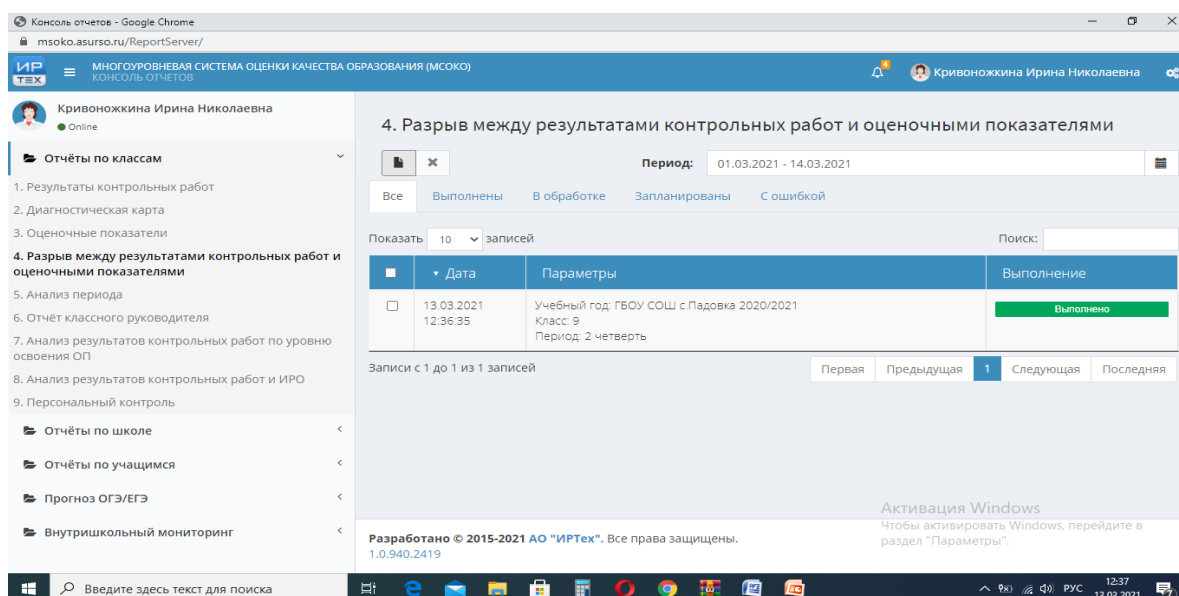 Консоль отчетов - Google Chrome
msoko.asurso.ru/ReportServer/
ИР
ТЕХ
МНОГОУРОВНЕВАЯ СИСТЕМА ОЦЕНКИ КАЧЕСТВА ОБРАЗОВАНИЯ (МСОКО)
КОНСОЛЬ ОТЧЕТОВ
4
Кривоножкина Ирина Николаевна
Кривоножкина Ирина Николаевна
Online
Отчёты по классам
1. Результаты контрольных работ
2. Диагностическая карта
3. Оценочные показатели
4. Разрыв между результатами контрольных работ и
оценочными показателями
5. Анализ периода
6. Отчёт классного руководителя
7. Анализ результатов контрольных работ по уровню
освоения ОП
8. Анализ результатов контрольных работ и ИРО
9. Персональный контроль
Отчёты по школе
Отчёты по учащимся
Прогноз ОГЭ/ЕГЭ
Внутришкольный мониторинг
4. Разрыв между результатами контрольных работ и оценочными показателями
Период: 01.03.2021 - 14.03.2021
Все Выполнены В обработке Запланированы С ошибкой
Показать 10 записей Поиск:
Дата Параметры Выполнение
13.03.2021
12:36:35
Учебный год: ГБОУ СОШ с.Падовка 2020/2021
Класс: 9
Период: 2 четверть
Выполнено
Записи с 1 до 1 из 1 записей
Первая Предыдущая 1 Следующая Последняя
Активация Windows
Чтобы активировать Windows, перейдите в
раздел "Параметры".
Разработано © 2015-2021 АО "ИРТех". Все права защищены.
1.0.940.2419
Введите здесь текст для поиска
РУС
12:37
13.03.2021